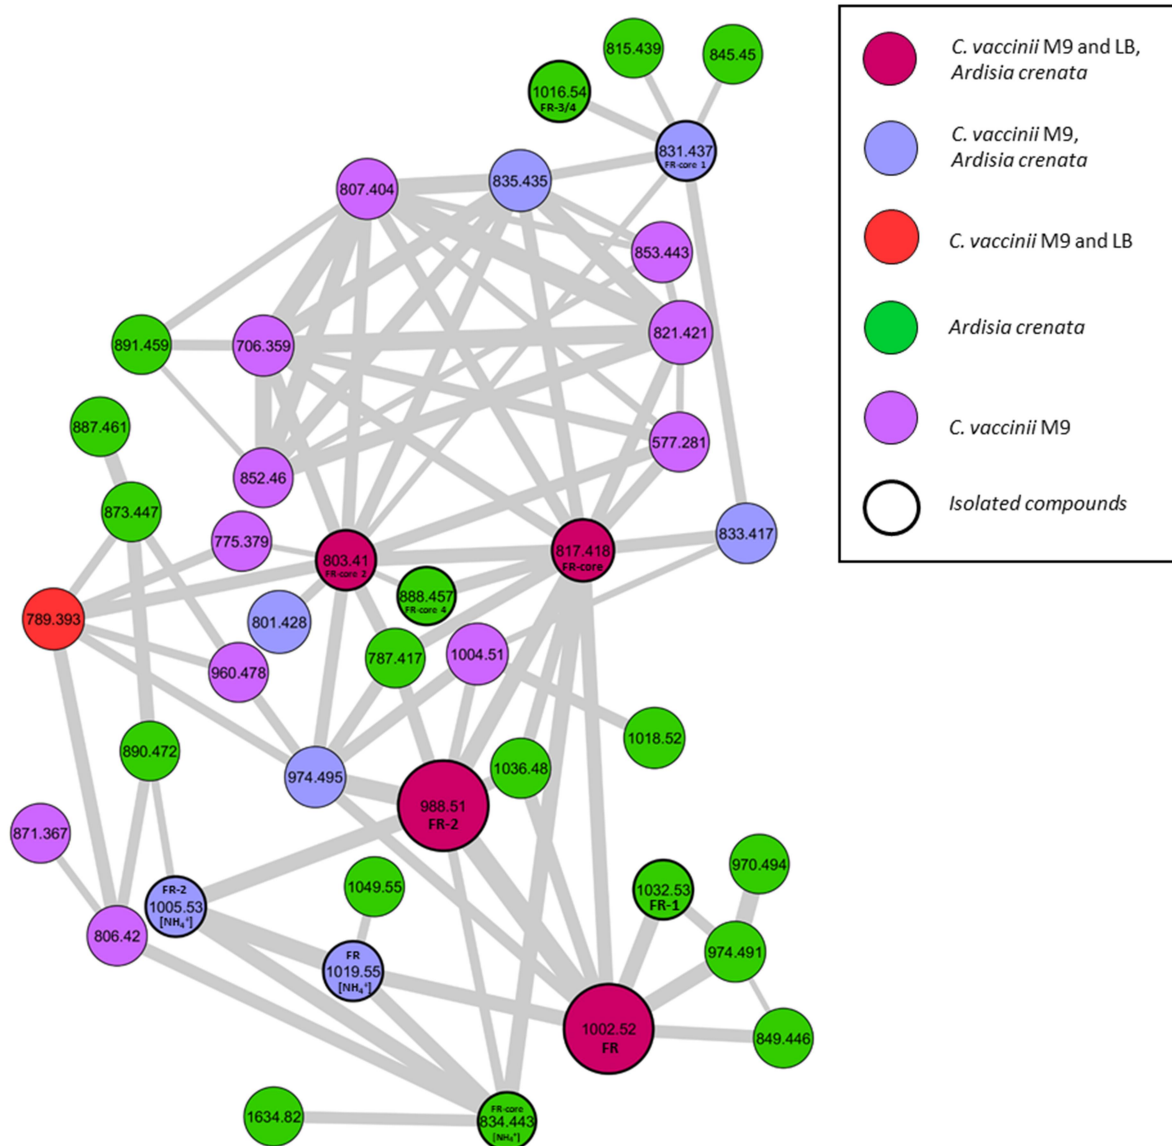 815.439
845.45
1016.54
FR-3/4
831.437
FR-core 1
807.404
835.435
853.443
821.421
891.459
706.359
887.461
577.281
852.46
873.447
775.379
803.41
FR-core 2
817.418
FR-core
833.417
888.457
FR-core 4
789.393
801.428
960.478
787.417
1004.51
890.472
974.495
1036.48
1018.52
988.51
FR-2
871.367
FR-2
1005.53
[NH₄⁺]
1049.55
1032.53
FR-1
970.494
806.42
FR
1019.55
[NH₄⁺]
974.491
1002.52
FR
849.446
1634.82
FR-core
834.443
[NH₄⁺]
C. vaccinii M9 and LB,
Ardisia crenata
C. vaccinii M9,
Ardisia crenata
C. vaccinii M9 and LB
Ardisia crenata
C. vaccinii M9
Isolated compounds